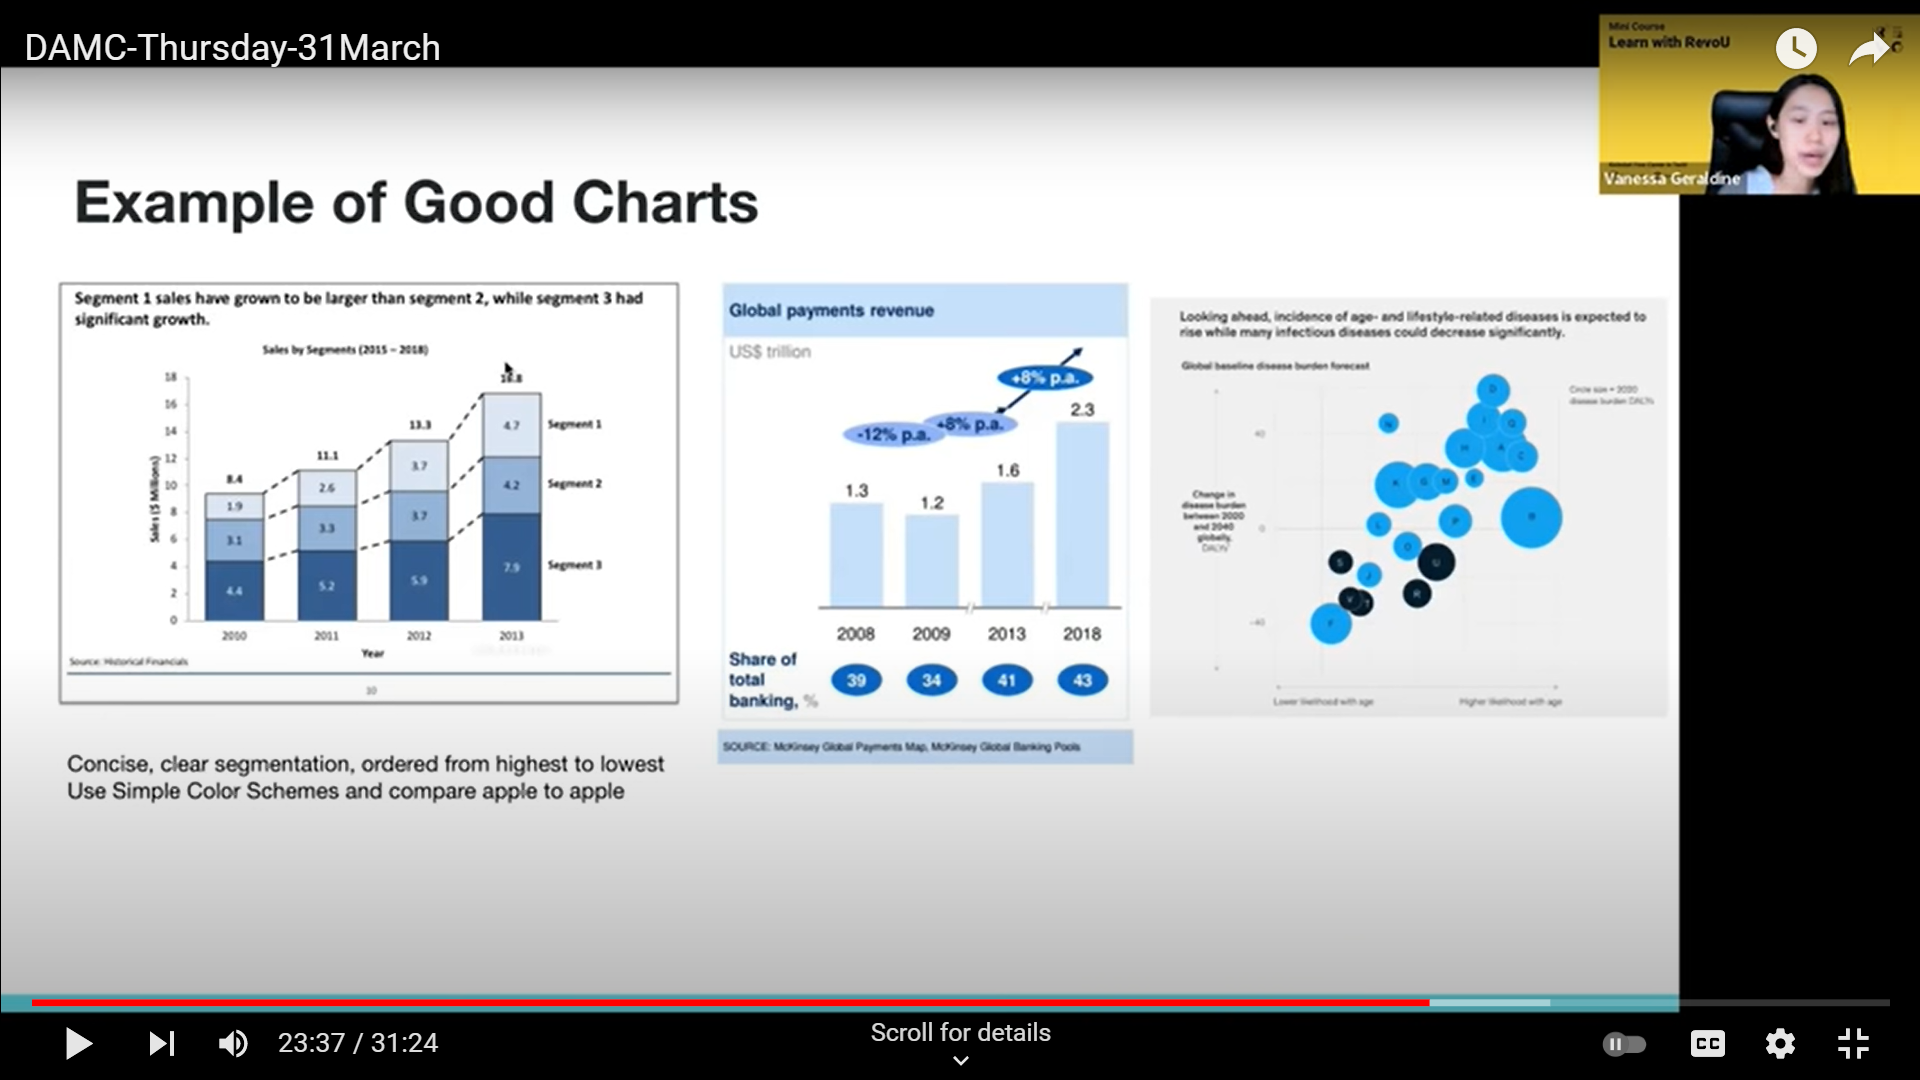 DAMC-Thursday-31March
Mini Course
Learn with RevoU
Vanessa Geraldine
Example of Good Charts
Segment 1 sales have grown to be larger than segment 2, while segment 3 had
significant growth.
Sales by Segments (2015 – 2018)
Sales ($ Millions)
18
16
14
12
10
8
6
4
2
0
8.4
11.1
13.3
16.8
1.9
2.6
3.7
4.7
3.1
3.3
3.7
4.2
4.4
5.2
5.9
7.9
Segment 1
Segment 2
Segment 3
2010
2011
2012
2013
Year
Source: Historical Financials
10
Concise, clear segmentation, ordered from highest to lowest
Use Simple Color Schemes and compare apple to apple
Global payments revenue
US$ trillion
-12% p.a.
+8% p.a.
+8% p.a.
1.3
1.2
1.6
2.3
2008
2009
2013
2018
Share of
total
banking, %
39
34
41
43
SOURCE: McKinsey Global Payments Map, McKinsey Global Banking Pools
Looking ahead, incidence of age- and lifestyle-related diseases is expected to
rise while many infectious diseases could decrease significantly.
Global baseline disease burden forecast
Circle size = 2020
disease burden DALYs
Change in
disease burden
between 2020
and 2040
globally,
40
0
-40
Lower likelihood with age
Higher likelihood with age
23:37 / 31:24
Scroll for details
CC